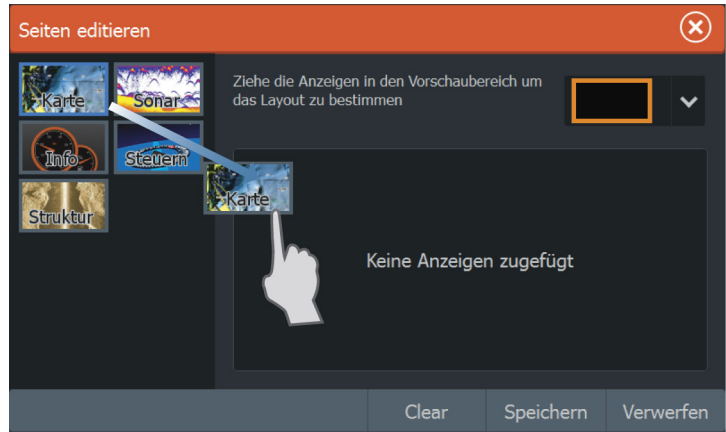 Seiten editieren
Karte
Sonar
Ziehe die Anzeigen in den Vorschaubereich um
das Layout zu bestimmen
Info
Steuern
Karte
Struktur
Keine Anzeigen zugefügt
Clear
Speichern
Verwerfen